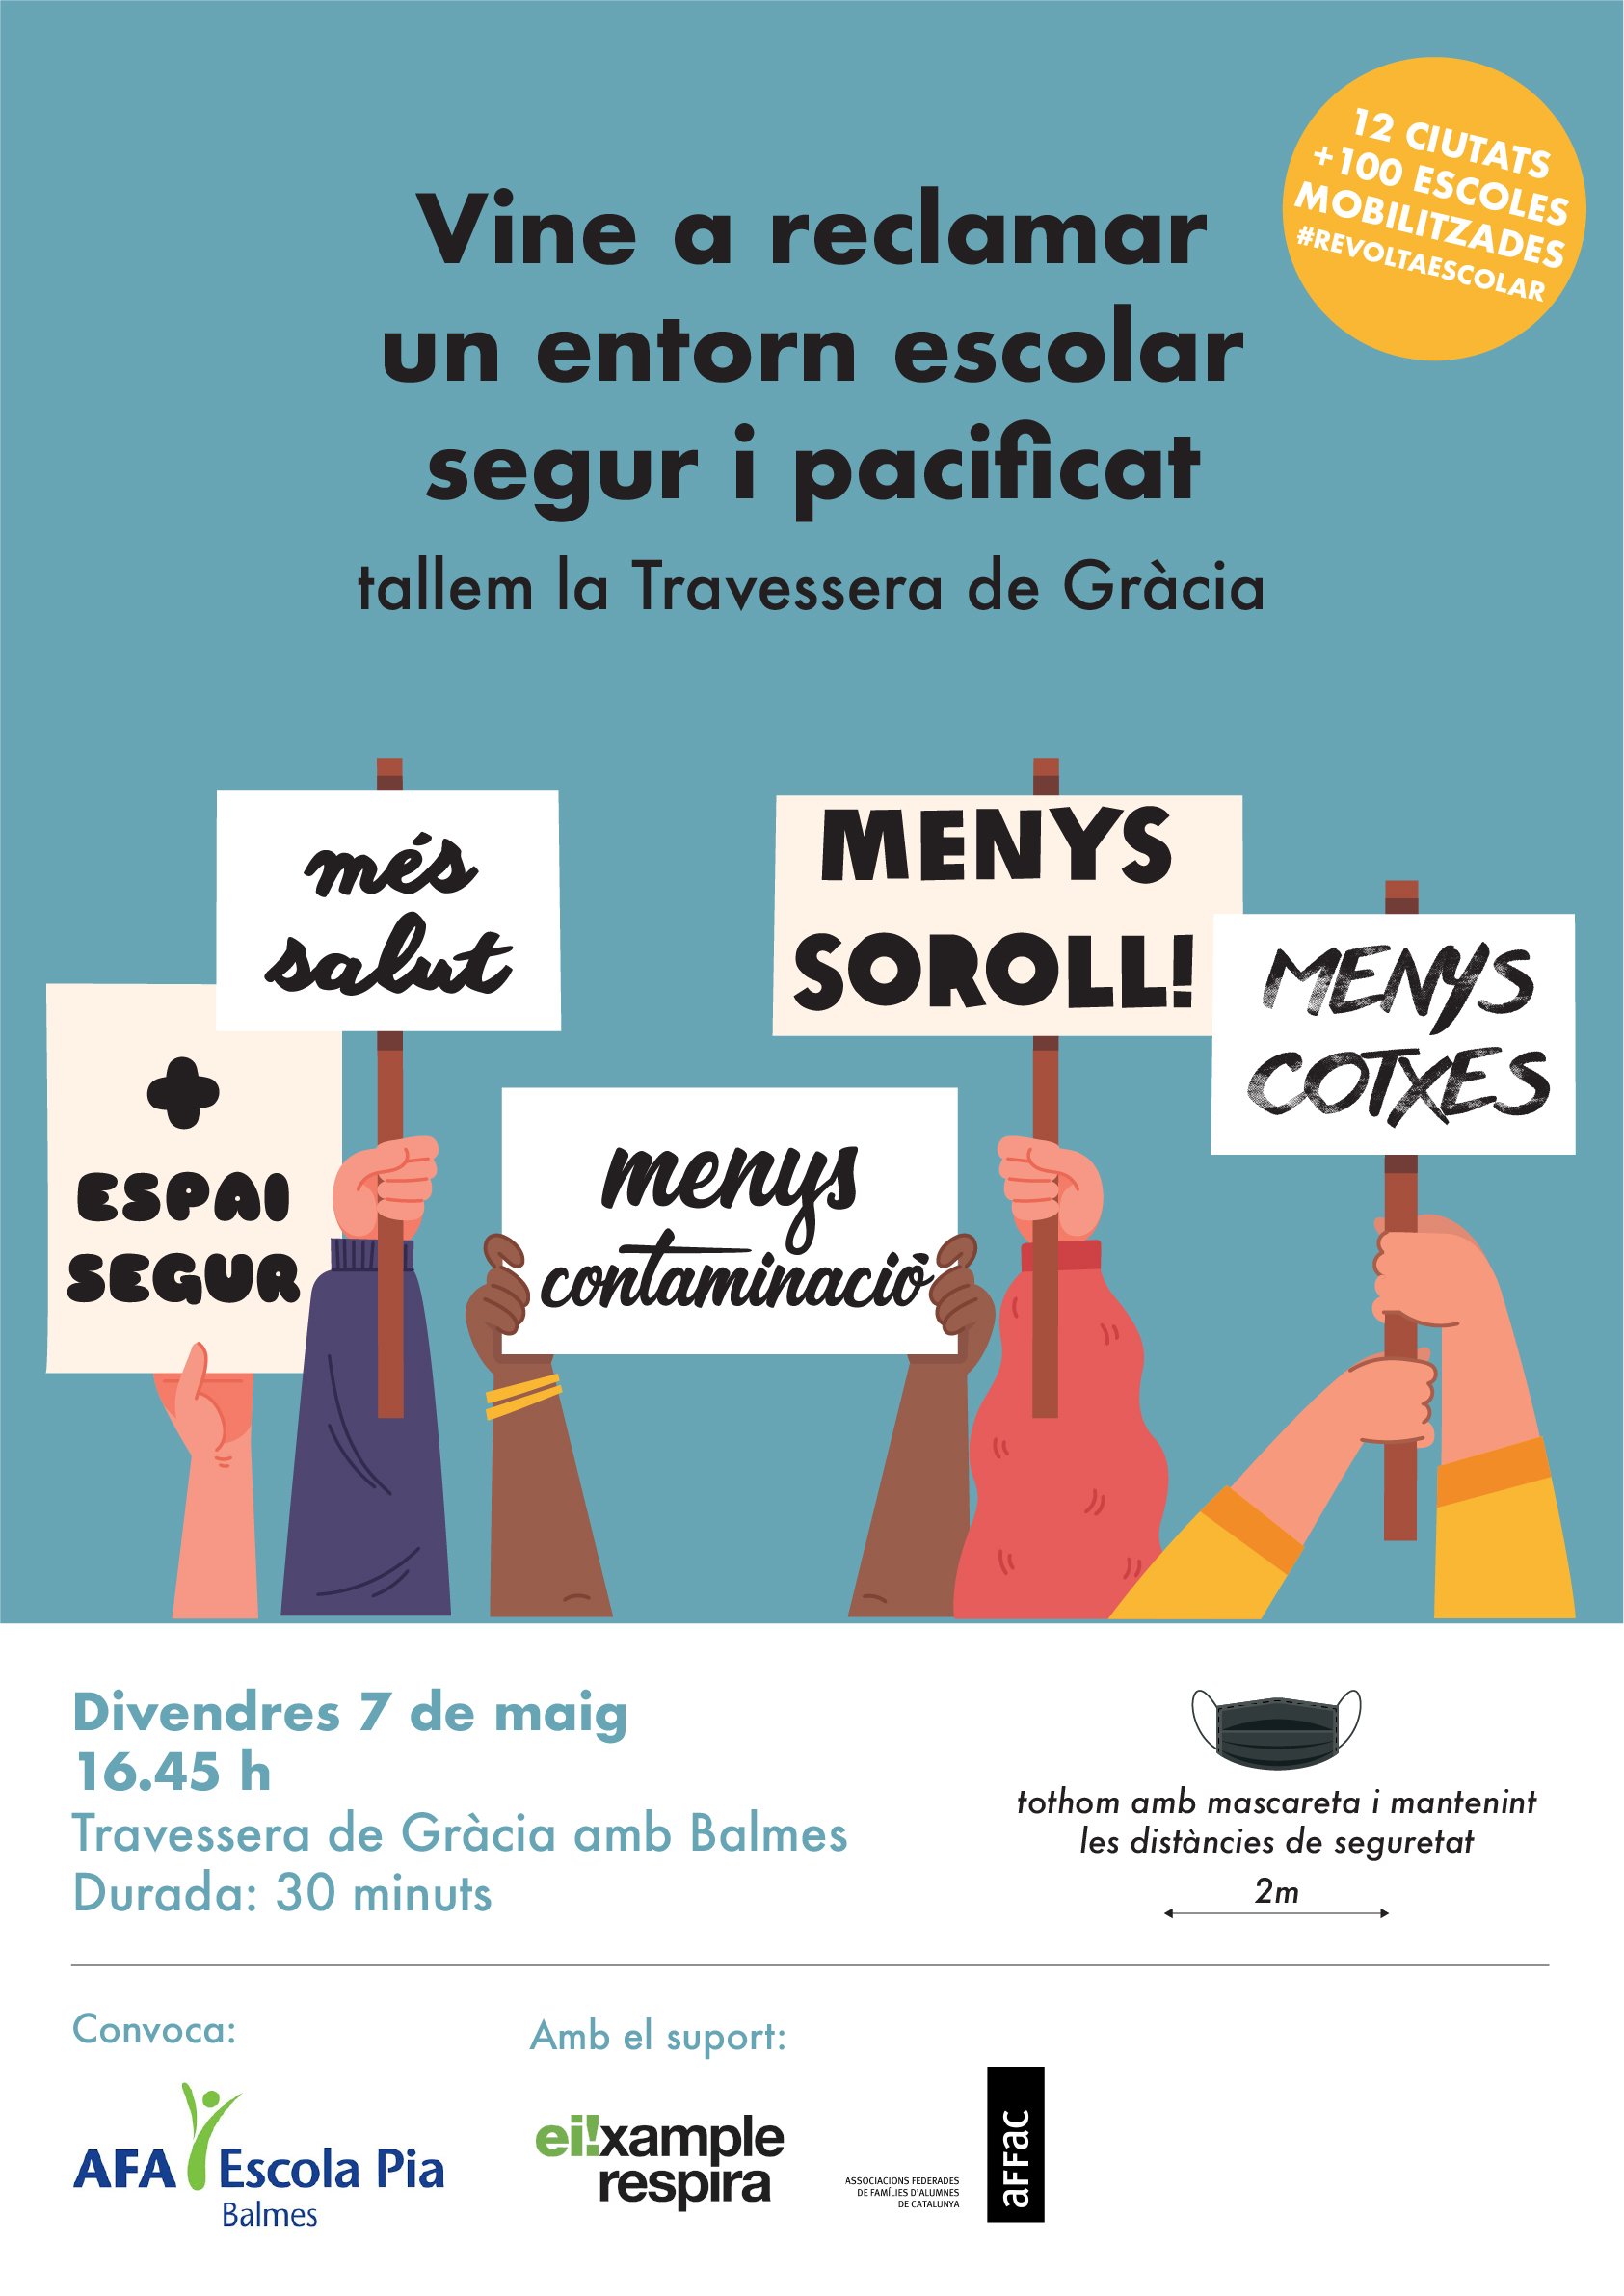 12 CIUTATS
+100 ESCOLES
MOBILITZADES
#REVOLTAESCOLAR
Vine a reclamar
un entorn escolar
segur i pacificat
tallem la Travessera de Gràcia
més
salut
MENYS
SOROLL!
MENYS
COTXES
+
ESPAI
SEGUR
menys
contaminaciò
Divendres 7 de maig
16.45 h
Travessera de Gràcia amb Balmes
Durada: 30 minuts
tothom amb mascareta i mantenint
les distàncies de seguretat
2m
Convoca:
AFA Escola Pia
Balmes
Amb el suport:
ei!xample
respira
ASSOCIACIONS FEDERADES
DE FAMÍLIES D'ALUMNES
DE CATALUNYA
aFFac